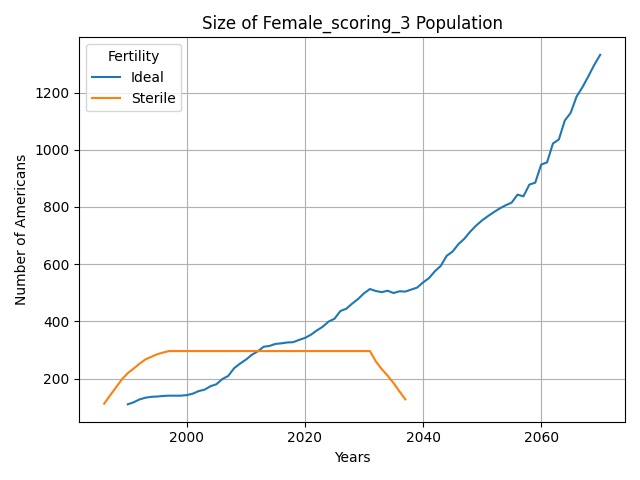 Size of Female_scoring_3 Population
Fertility
Ideal
Sterile
Number of Americans
1200
1000
800
600
400
200
2000
2020
2040
2060
Years